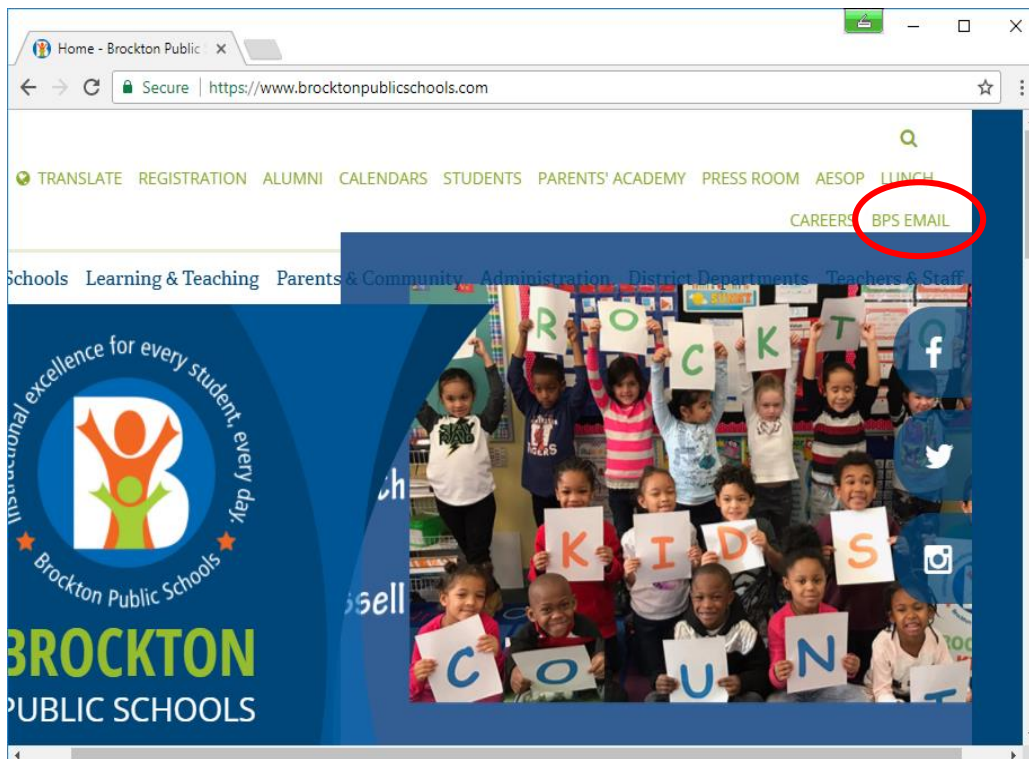 Home - Brockton Public
Secure | https://www.brocktonpublicschools.com
TRANSLATE REGISTRATION ALUMNI CALENDARS STUDENTS PARENTS' ACADEMY PRESS ROOM AESOP LUNCH
CAREERS BPS EMAIL
Schools Learning & Teaching Parents & Community Administration District Departments Teachers & Staff
Instructional excellence for every student, every day.
B
Brockton Public Schools
BROCKTON
PUBLIC SCHOOLS
ch
ssell
R O C K T O
K I D S
C O U N T